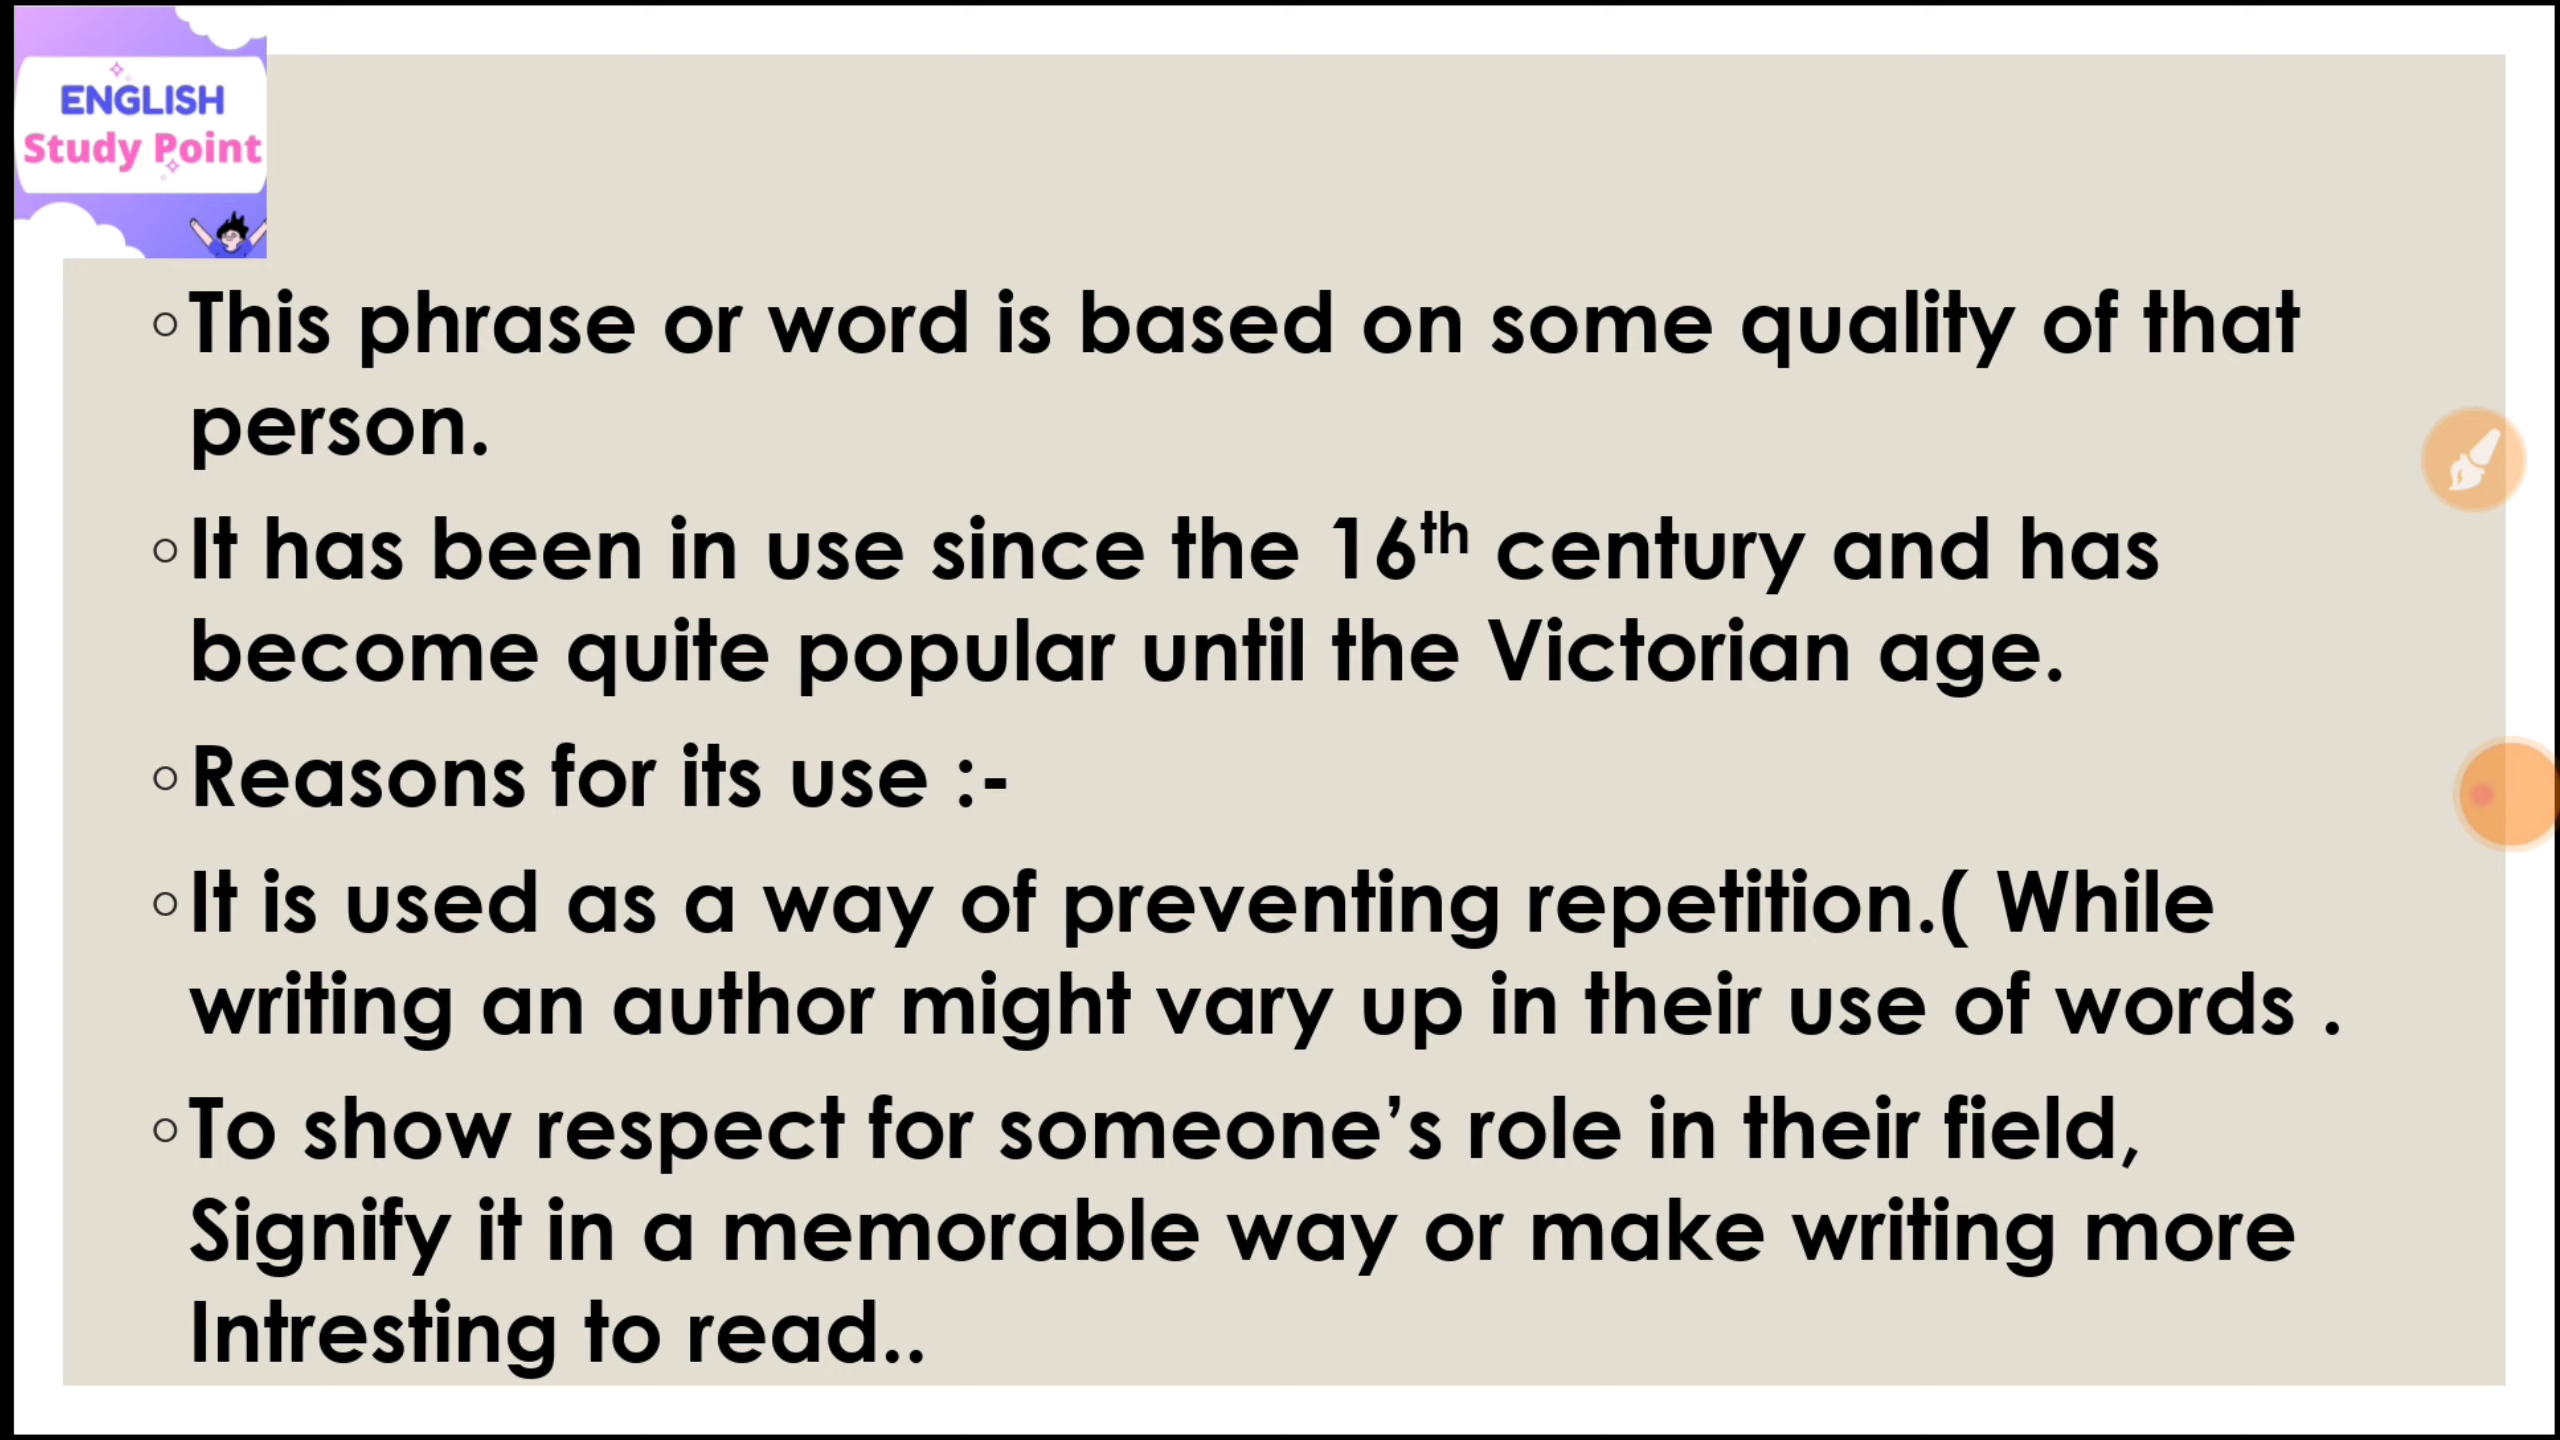 ENGLISH
Study Point
This phrase or word is based on some quality of that
person.
It has been in use since the 16th century and has
become quite popular until the Victorian age.
Reasons for its use :-
It is used as a way of preventing repetition.( While
writing an author might vary up in their use of words .
To show respect for someone’s role in their field,
Signify it in a memorable way or make writing more
Intresting to read..